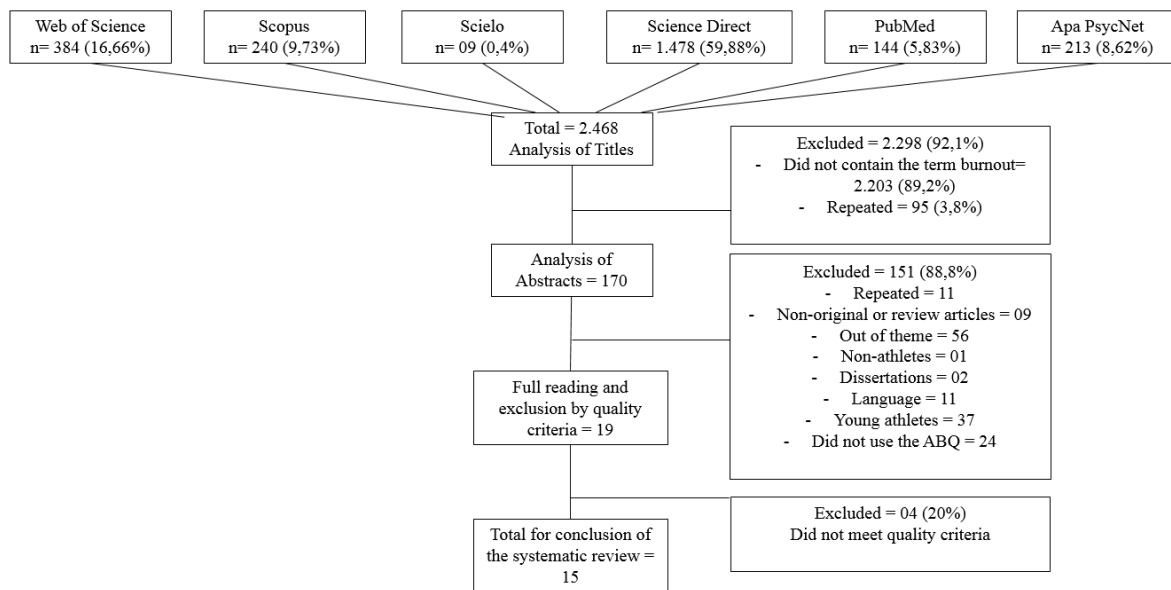 Web of Science
n= 384 (16,66%)
Scopus
n= 240 (9,73%)
Scielo
n= 09 (0,4%)
Science Direct
n= 1.478 (59,88%)
PubMed
n= 144 (5,83%)
Apa PsycNet
n= 213 (8,62%)
Total = 2.468
Analysis of Titles
Excluded = 2.298 (92,1%)
- Did not contain the term burnout=
2.203 (89,2%)
- Repeated = 95 (3,8%)
Analysis of
Abstracts = 170
Excluded = 151 (88,8%)
- Repeated = 11
- Non-original or review articles = 09
- Out of theme = 56
- Non-athletes = 01
- Dissertations = 02
- Language = 11
- Young athletes = 37
- Did not use the ABQ = 24
Full reading and
exclusion by quality
criteria = 19
Excluded = 04 (20%)
Did not meet quality criteria
Total for conclusion of
the systematic review =
15